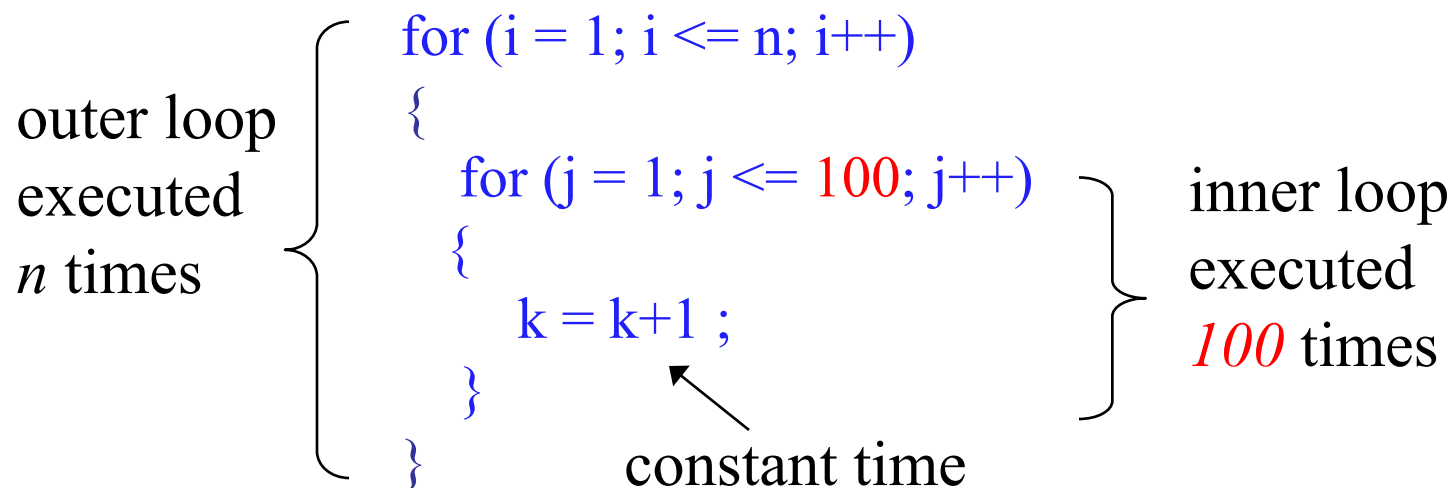 for (i = 1; i <= n; i++)
{
for (j = 1; j <= 100; j++)
{
k = k+1 ;
}
}
outer loop
executed
n times
inner loop
executed
100 times
constant time